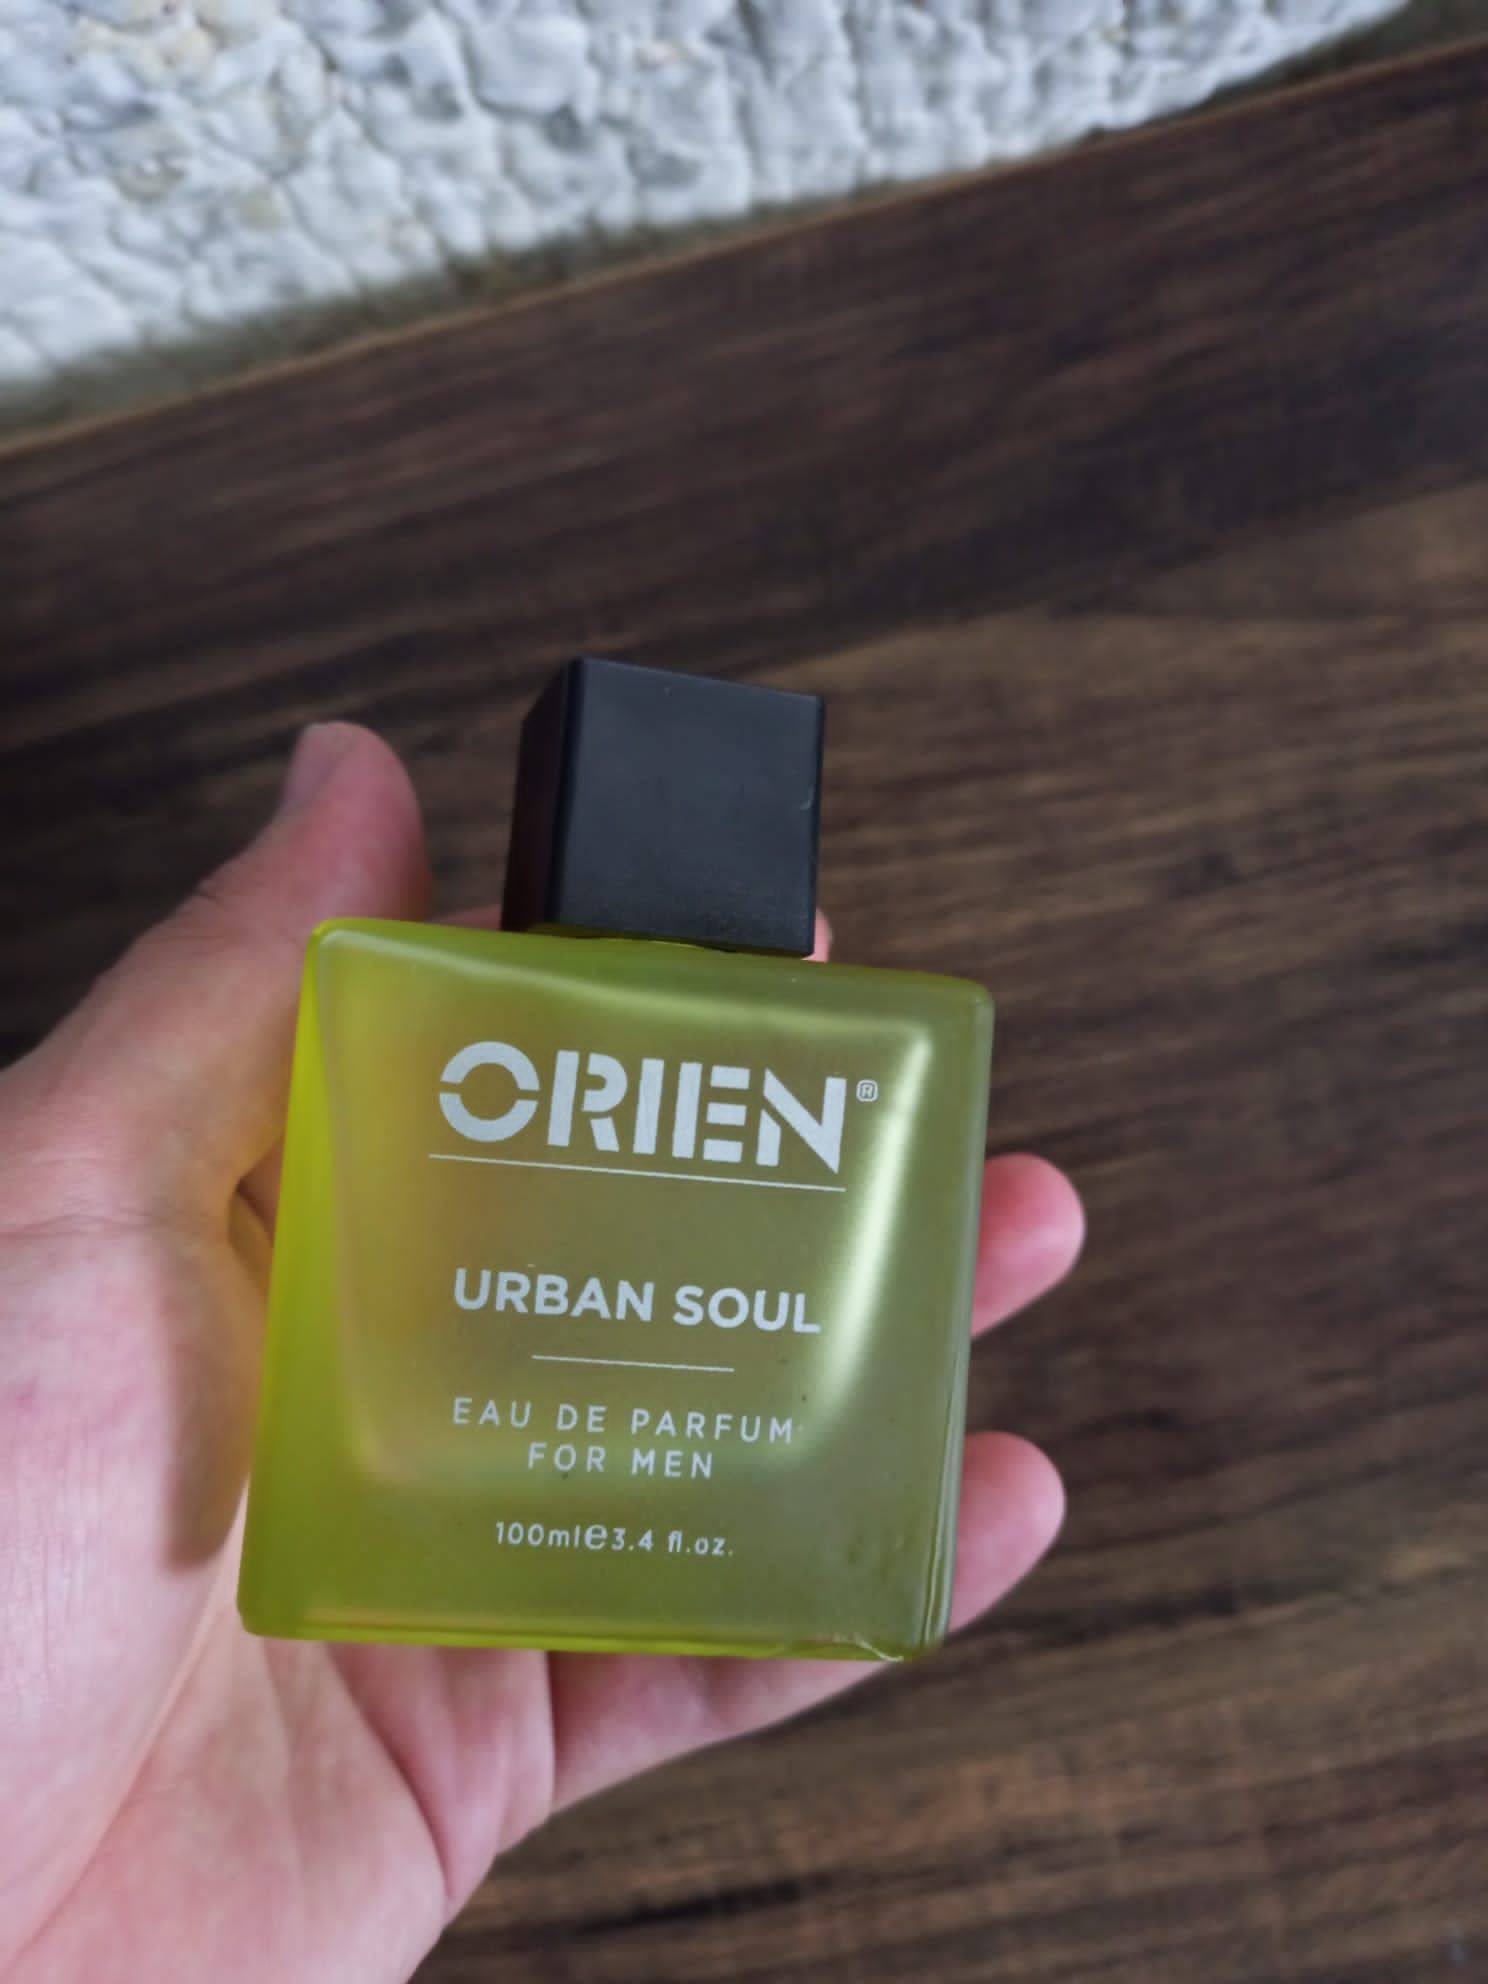 ORIEN®
URBAN SOUL
EAU DE PARFUM
FOR MEN
100ml℮3.4 fl.oz.